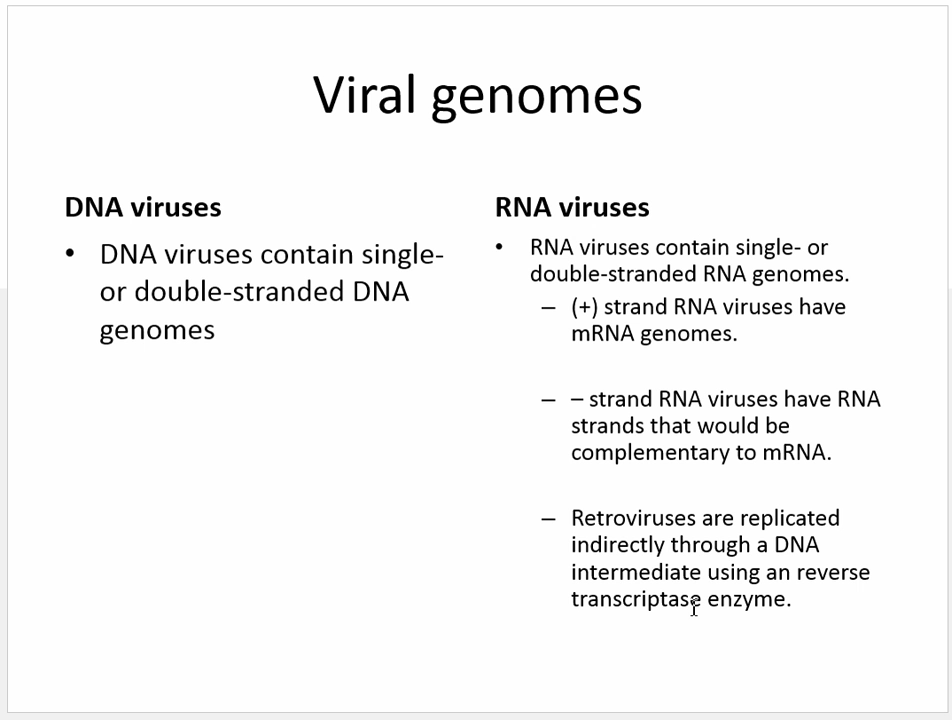 Viral genomes
DNA viruses
• DNA viruses contain single-
or double-stranded DNA
genomes
RNA viruses
• RNA viruses contain single- or
double-stranded RNA genomes.
– (+) strand RNA viruses have
mRNA genomes.
– – strand RNA viruses have RNA
strands that would be
complementary to mRNA.
– Retroviruses are replicated
indirectly through a DNA
intermediate using an reverse
transcriptase enzyme.